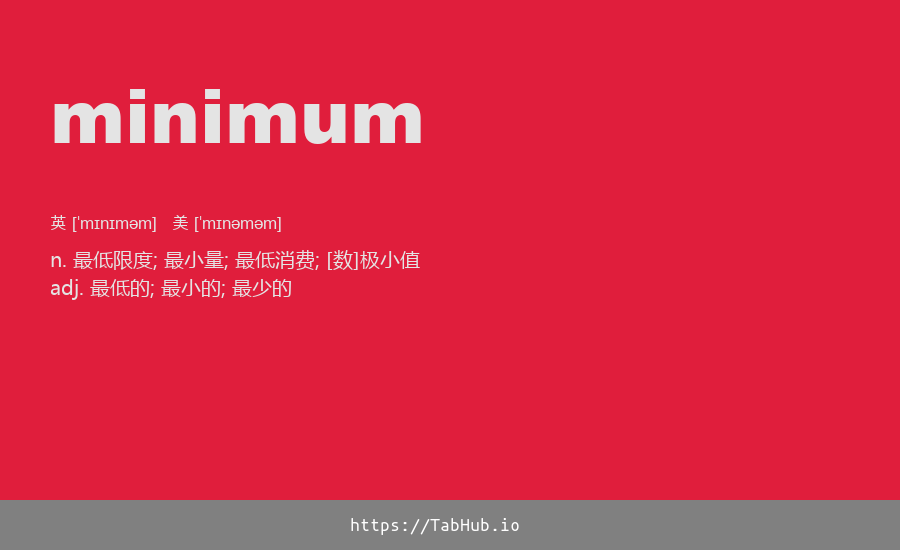 minimum
英 [ˈmɪnɪməm] 美 [ˈmɪnəməm]
n. 最低限度; 最小量; 最低消费; [数]极小值
adj. 最低的; 最小的; 最少的
https://TabHub.io